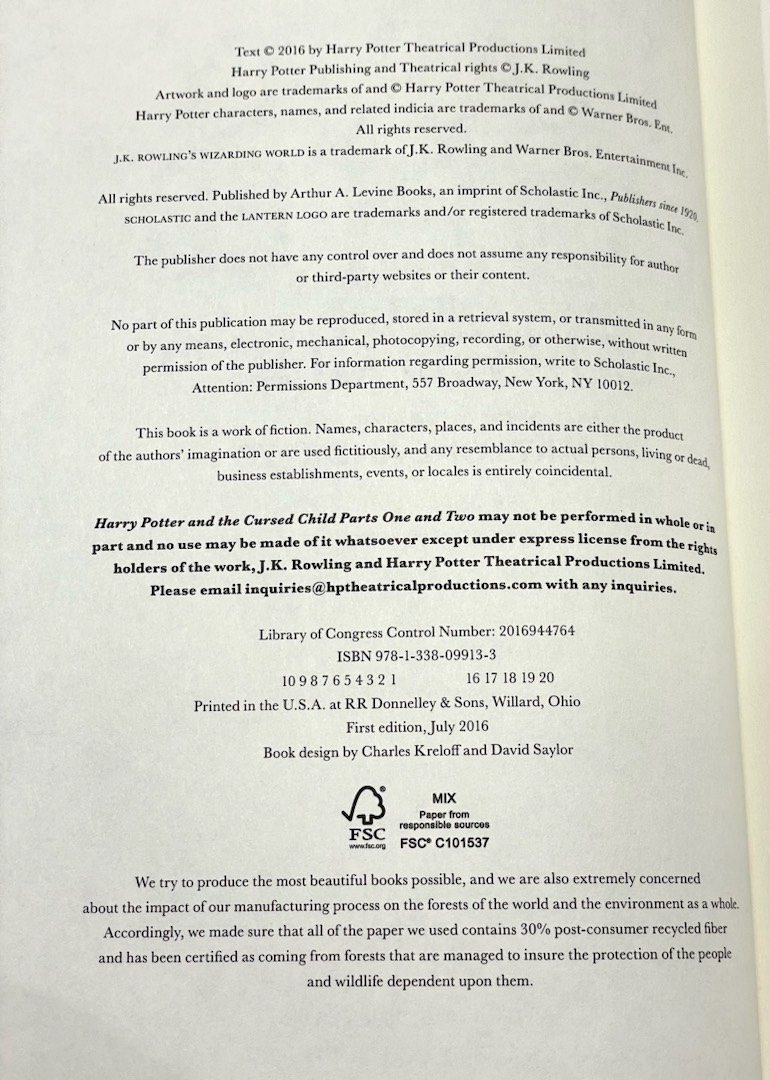 Text © 2016 by Harry Potter Theatrical Productions Limited
Harry Potter Publishing and Theatrical rights © J.K. Rowling
Artwork and logo are trademarks of and © Harry Potter Theatrical Productions Limited
Harry Potter characters, names, and related indicia are trademarks of and © Warner Bros. Ent.
All rights reserved.
J.K. ROWLING'S WIZARDING WORLD is a trademark of J.K. Rowling and Warner Bros. Entertainment Inc.
All rights reserved. Published by Arthur A. Levine Books, an imprint of Scholastic Inc., Publishers since 1920.
SCHOLASTIC and the LANTERN LOGO are trademarks and/or registered trademarks of Scholastic Inc.
The publisher does not have any control over and does not assume any responsibility for author
or third-party websites or their content.
No part of this publication may be reproduced, stored in a retrieval system, or transmitted in any form
or by any means, electronic, mechanical, photocopying, recording, or otherwise, without written
permission of the publisher. For information regarding permission, write to Scholastic Inc.,
Attention: Permissions Department, 557 Broadway, New York, NY 10012.
This book is a work of fiction. Names, characters, places, and incidents are either the product
of the authors' imagination or are used fictitiously, and any resemblance to actual persons, living or dead,
business establishments, events, or locales is entirely coincidental.
Harry Potter and the Cursed Child Parts One and Two may not be performed in whole or in
part and no use may be made of it whatsoever except under express license from the rights
holders of the work, J.K. Rowling and Harry Potter Theatrical Productions Limited.
Please email inquiries@hptheatricalproductions.com with any inquiries.
Library of Congress Control Number: 2016944764
ISBN 978-1-338-09913-3
10 9 8 7 6 5 4 3 2 1 16 17 18 19 20
Printed in the U.S.A. at RR Donnelley & Sons, Willard, Ohio
First edition, July 2016
Book design by Charles Kreloff and David Saylor
MIX
Paper from
responsible sources
FSC® C101537
®
FSC
www.fsc.org
We try to produce the most beautiful books possible, and we are also extremely concerned
about the impact of our manufacturing process on the forests of the world and the environment as a whole.
Accordingly, we made sure that all of the paper we used contains 30% post-consumer recycled fiber
and has been certified as coming from forests that are managed to insure the protection of the people
and wildlife dependent upon them.